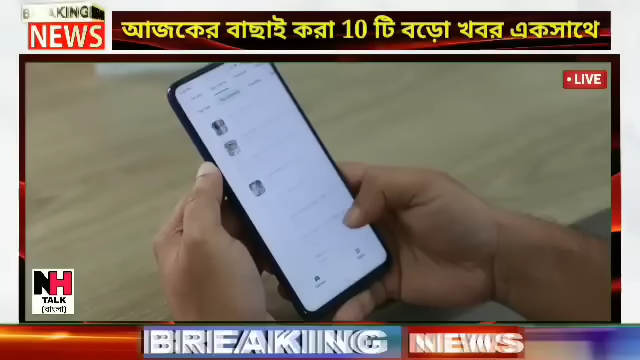 BREAKING
NEWS
আজকের বাছাই করা 10 টি বড়ো খবর একসাথে
• LIVE
NH
TALK
(বাংলা)
BREAKING NEWS